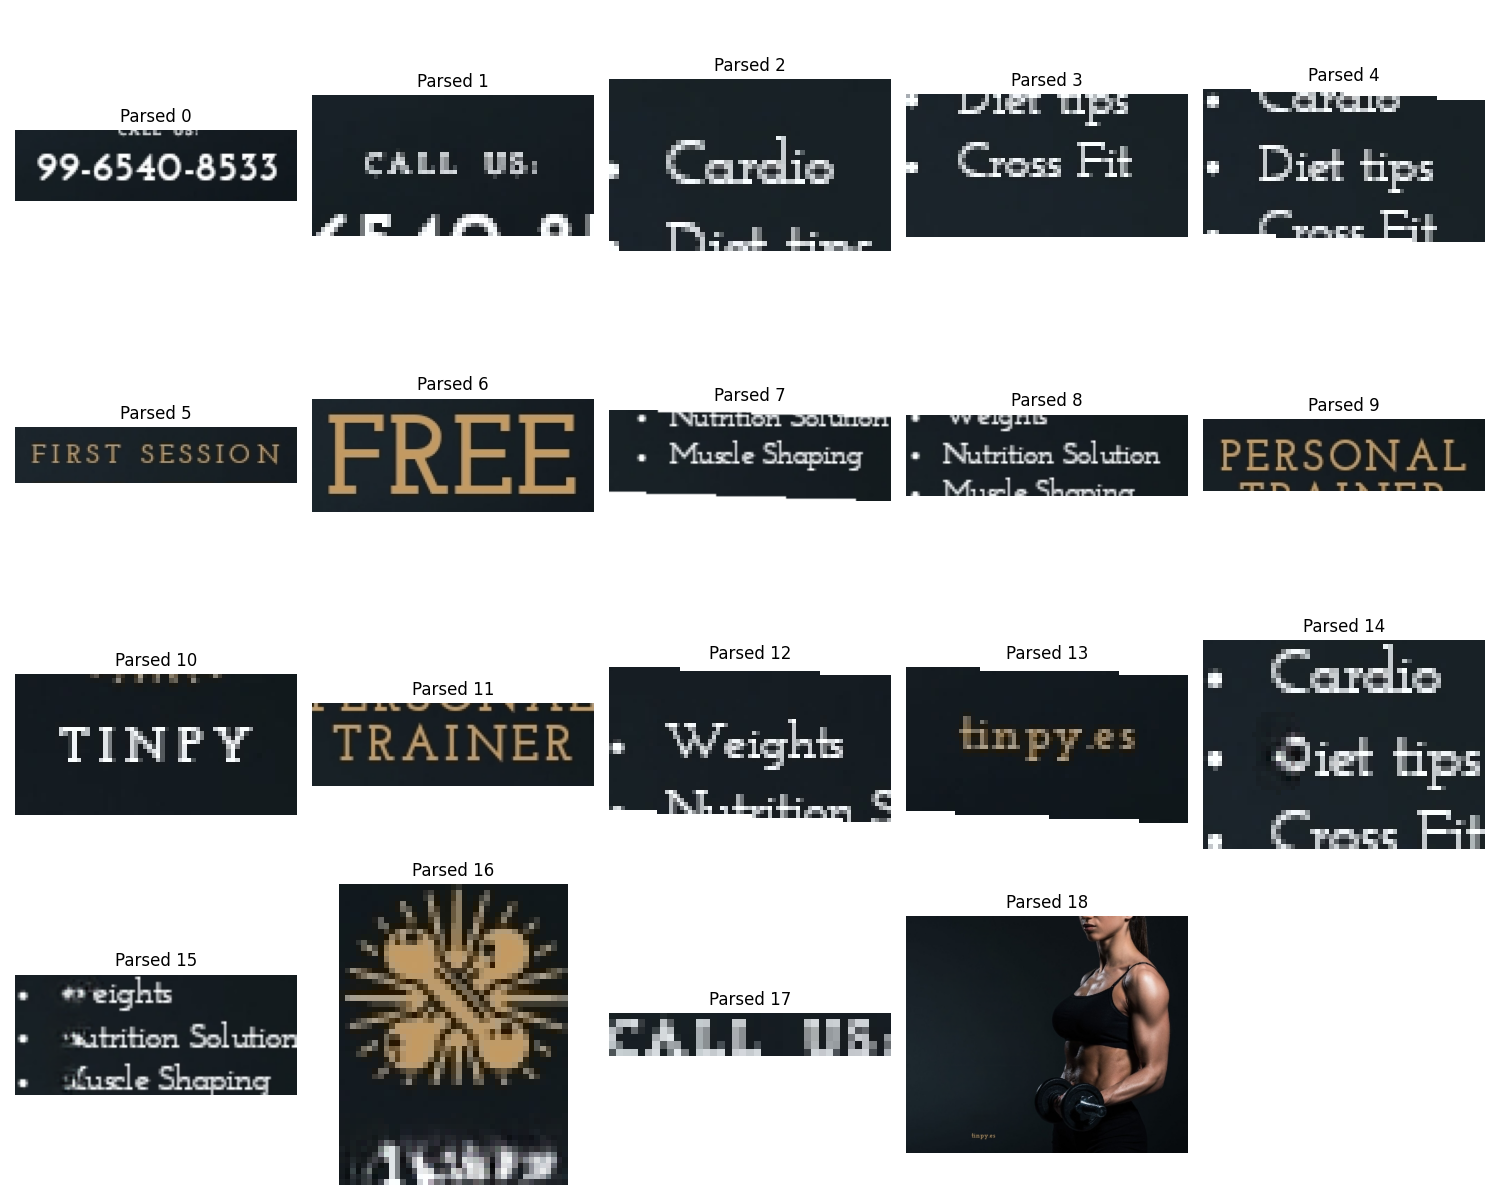 Parsed 0
CALL US:
99-6540-8533
Parsed 1
CALL US:
6540-8
Parsed 2
Cardio
Diet tips
Parsed 3
Diet tips
Cross Fit
Parsed 4
Cardio
Diet tips
Cross Fit
Parsed 5
FIRST SESSION
Parsed 6
FREE
Parsed 7
Nutrition Solution
Muscle Shaping
Parsed 8
Weights
Nutrition Solution
Muscle Shaping
Parsed 9
PERSONAL
TRAINER
Parsed 10
TINPY
Parsed 11
PERSONAL
TRAINER
Parsed 12
Weights
Nutrition S
Parsed 13
tinpy.es
Parsed 14
Cardio
Diet tips
Cross Fit
Parsed 15
eights
utrition Solution
Muscle Shaping
Parsed 16
Parsed 17
CALL US:
Parsed 18
tinpy.es